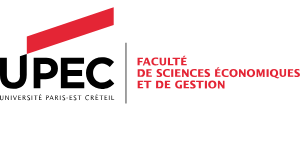 UPEC
UNIVERSITÉ PARIS-EST CRÉTEIL
FACULTÉ
DE SCIENCES ÉCONOMIQUES
ET DE GESTION